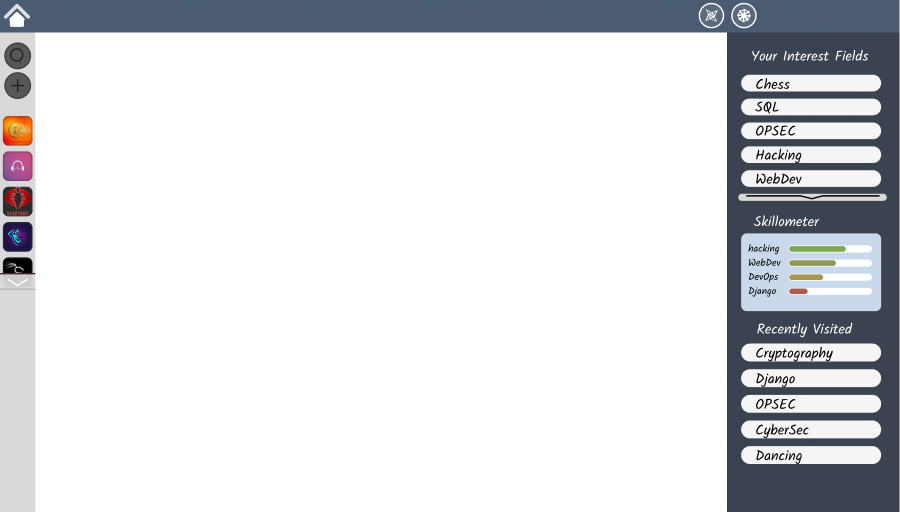 Your Interest Fields
Chess
SQL
OPSEC
Hacking
WebDev
Skillometer
hacking
WebDev
DevOps
Django
Recently Visited
Cryptography
Django
OPSEC
CyberSec
Dancing